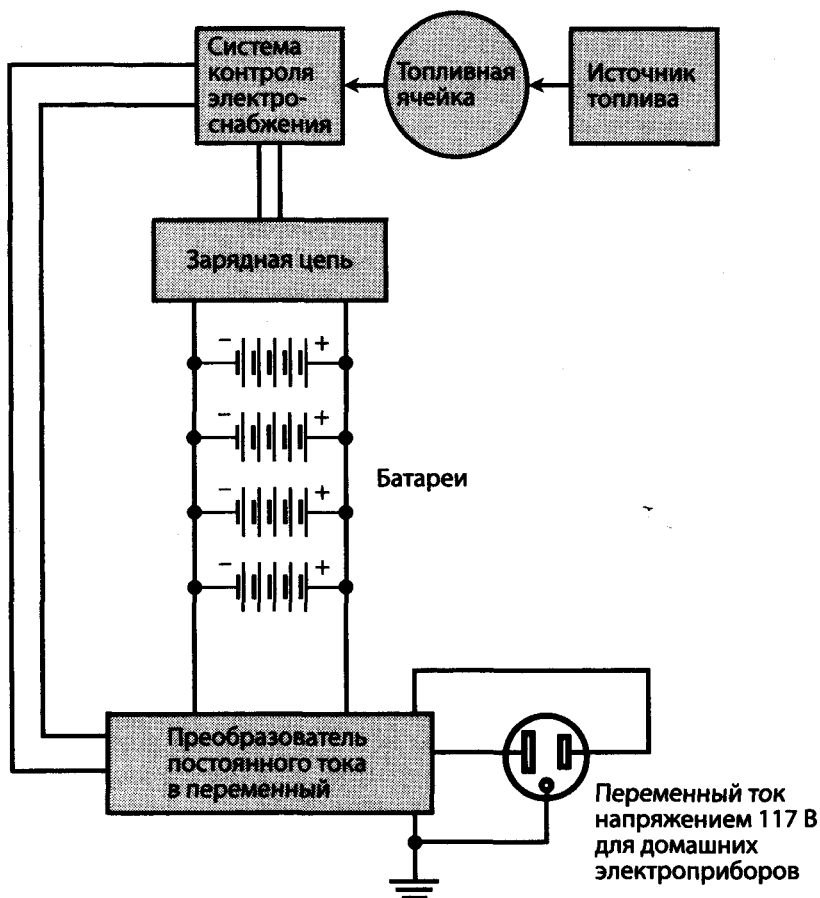 Система
контроля
электро-
снабжения
Топливная
ячейка
Источник
топлива
Зарядная цепь
- +
- +
- +
- +
Батареи
Преобразователь
постоянного тока
в переменный
Переменный ток
напряжением 117 В
для домашних
электроприборов